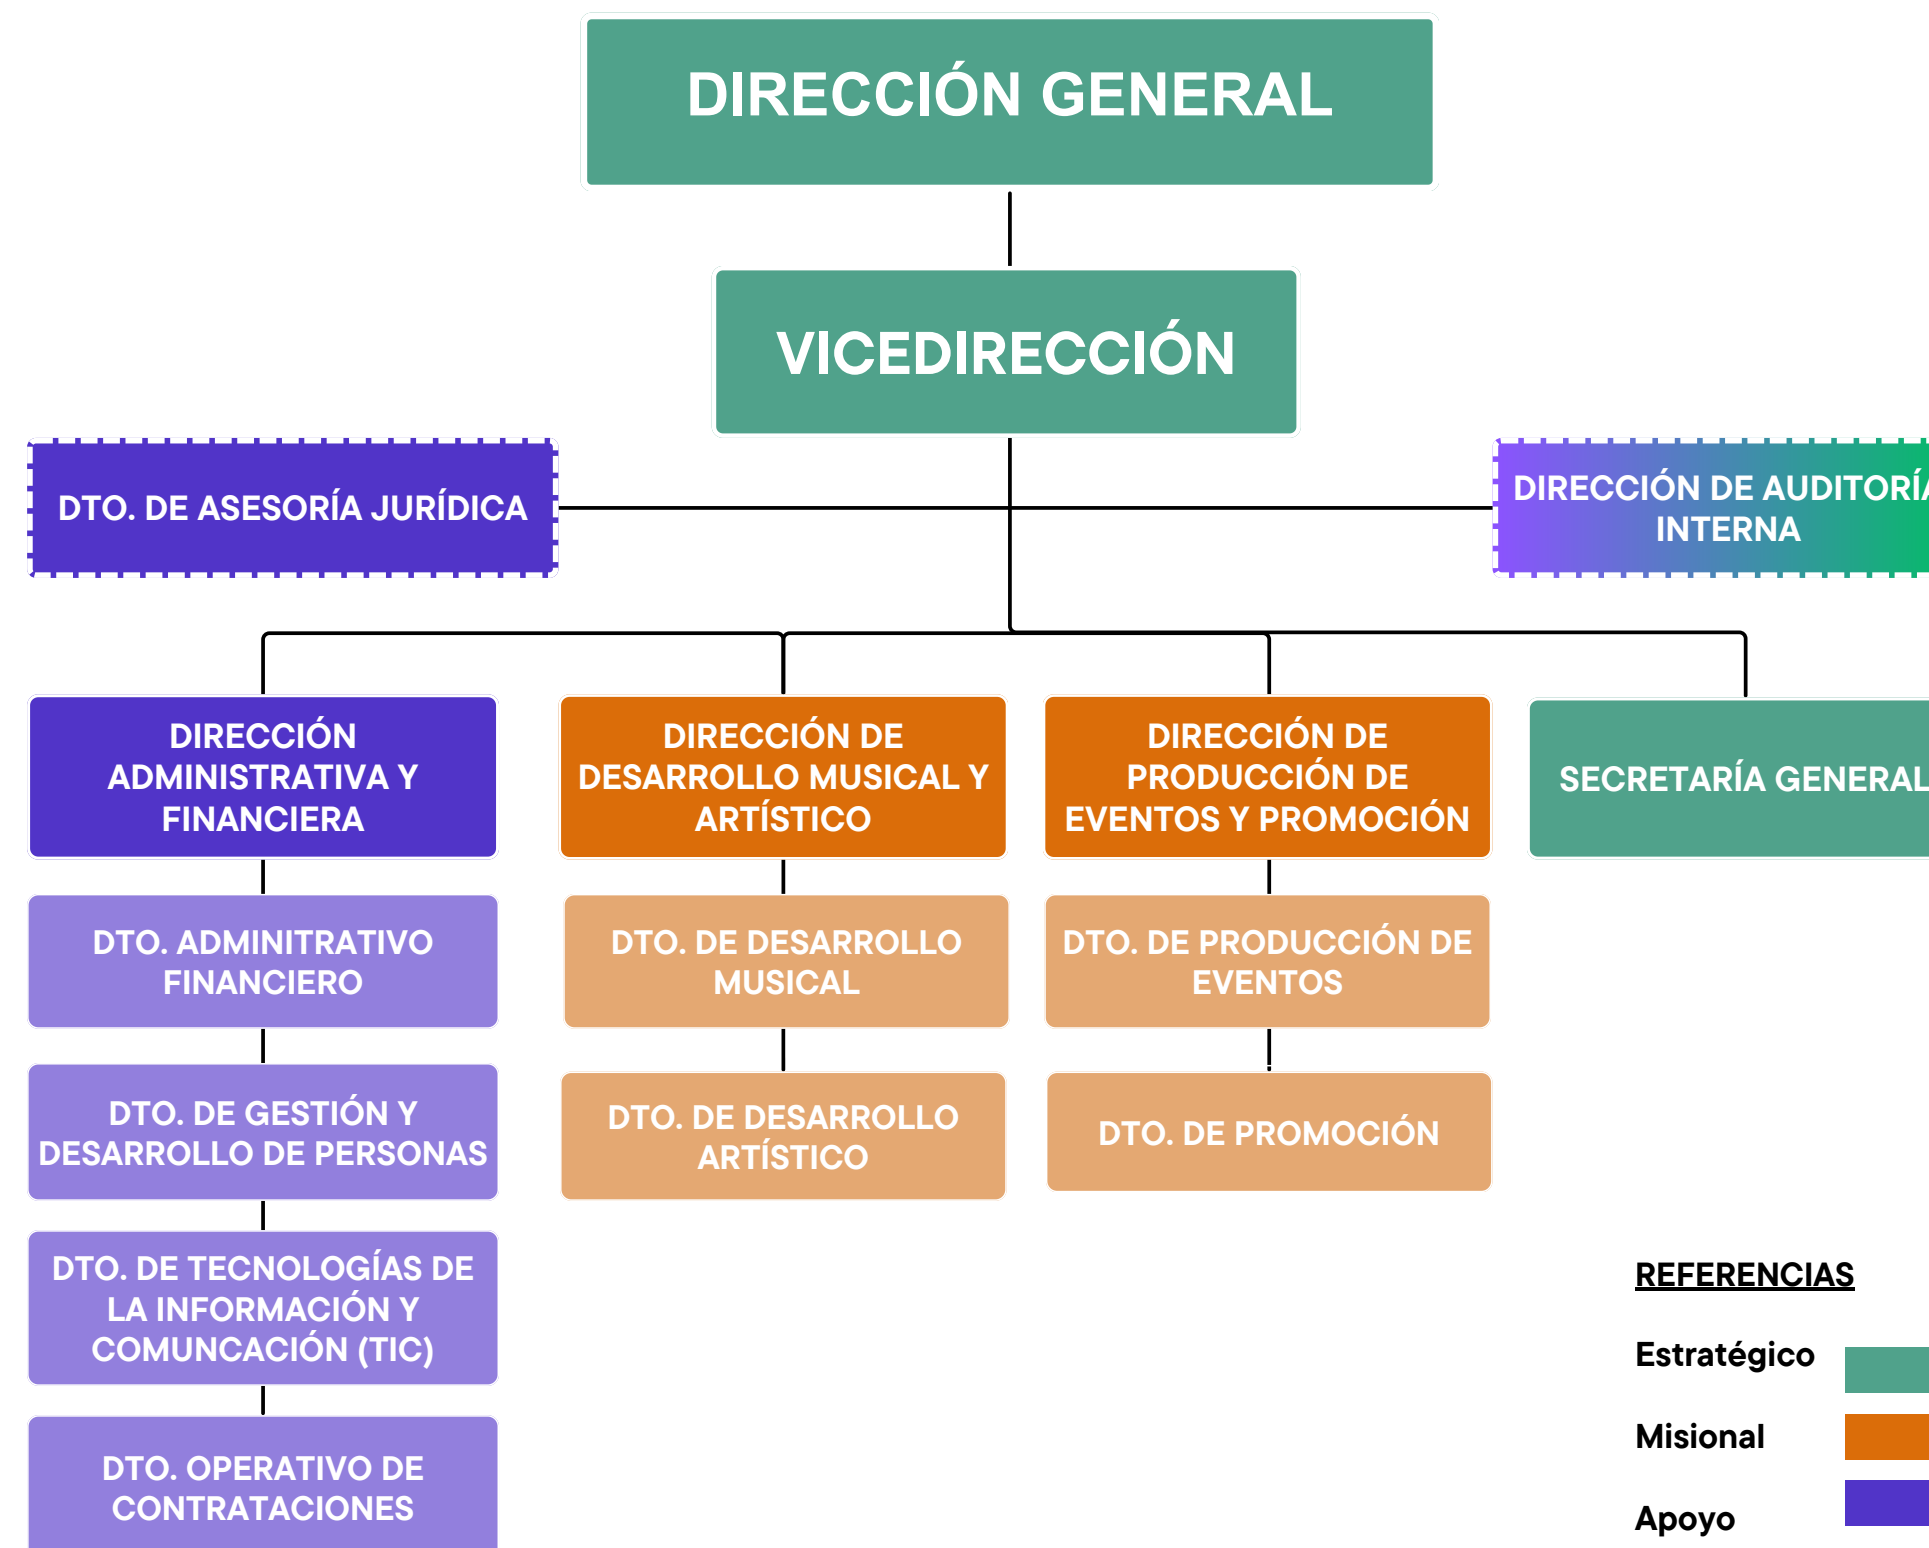 DIRECCIÓN GENERAL
VICEDIRECCIÓN
DTO. DE ASESORÍA JURÍDICA
DIRECCIÓN DE AUDITORÍA
INTERNA
DIRECCIÓN
ADMINISTRATIVA Y
FINANCIERA
DIRECCIÓN DE
DESARROLLO MUSICAL Y
ARTÍSTICO
DIRECCIÓN DE
PRODUCCIÓN DE
EVENTOS Y PROMOCIÓN
SECRETARÍA GENERAL
DTO. ADMINITRATIVO
FINANCIERO
DTO. DE DESARROLLO
MUSICAL
DTO. DE PRODUCCIÓN DE
EVENTOS
DTO. DE GESTIÓN Y
DESARROLLO DE PERSONAS
DTO. DE DESARROLLO
ARTÍSTICO
DTO. DE PROMOCIÓN
DTO. DE TECNOLOGÍAS DE
LA INFORMACIÓN Y
COMUNCACIÓN (TIC)
DTO. OPERATIVO DE
CONTRATACIONES
REFERENCIAS
Estratégico
Misional
Apoyo